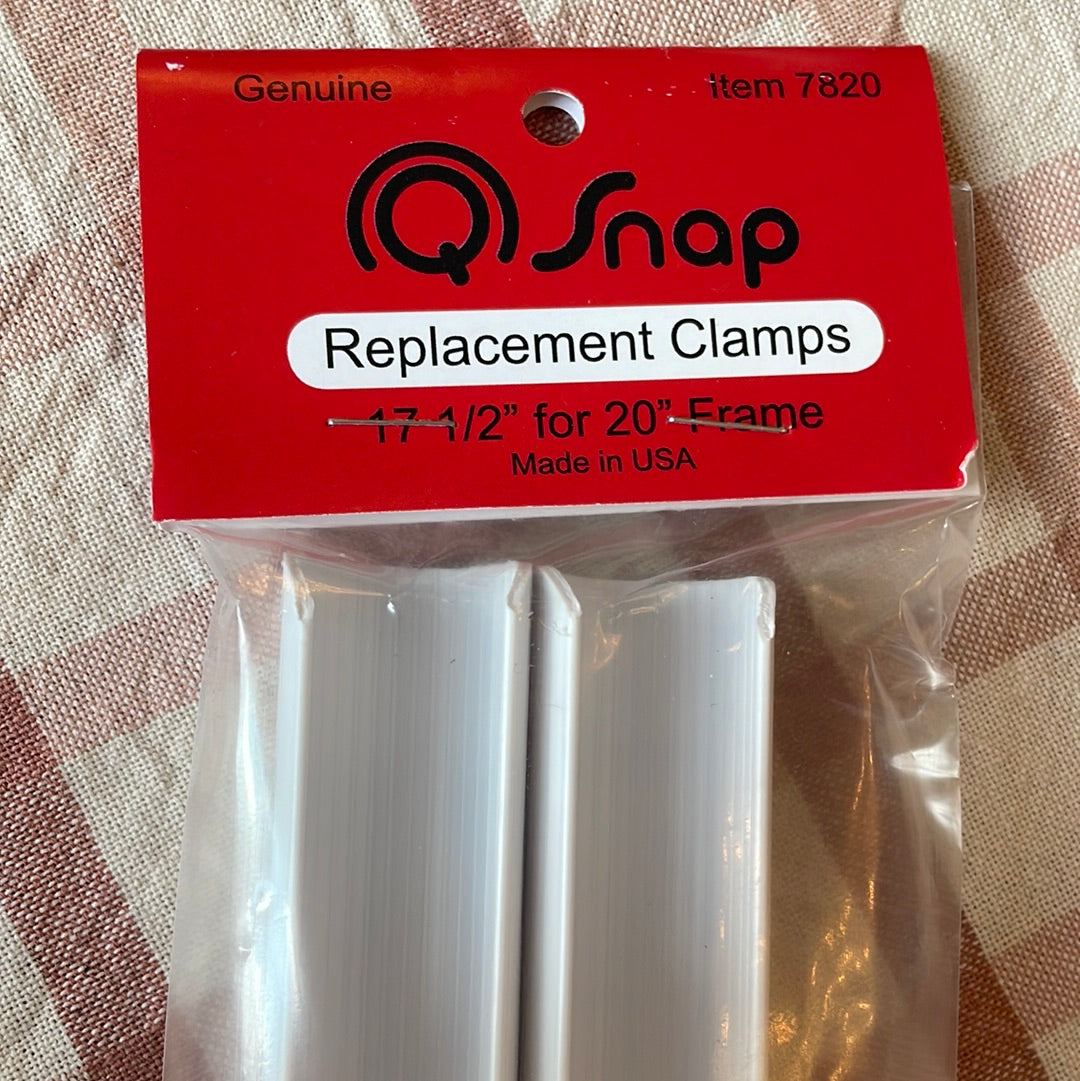 Genuine Item 7820
Q Snap
Replacement Clamps
17-1/2” for 20” Frame
Made in USA